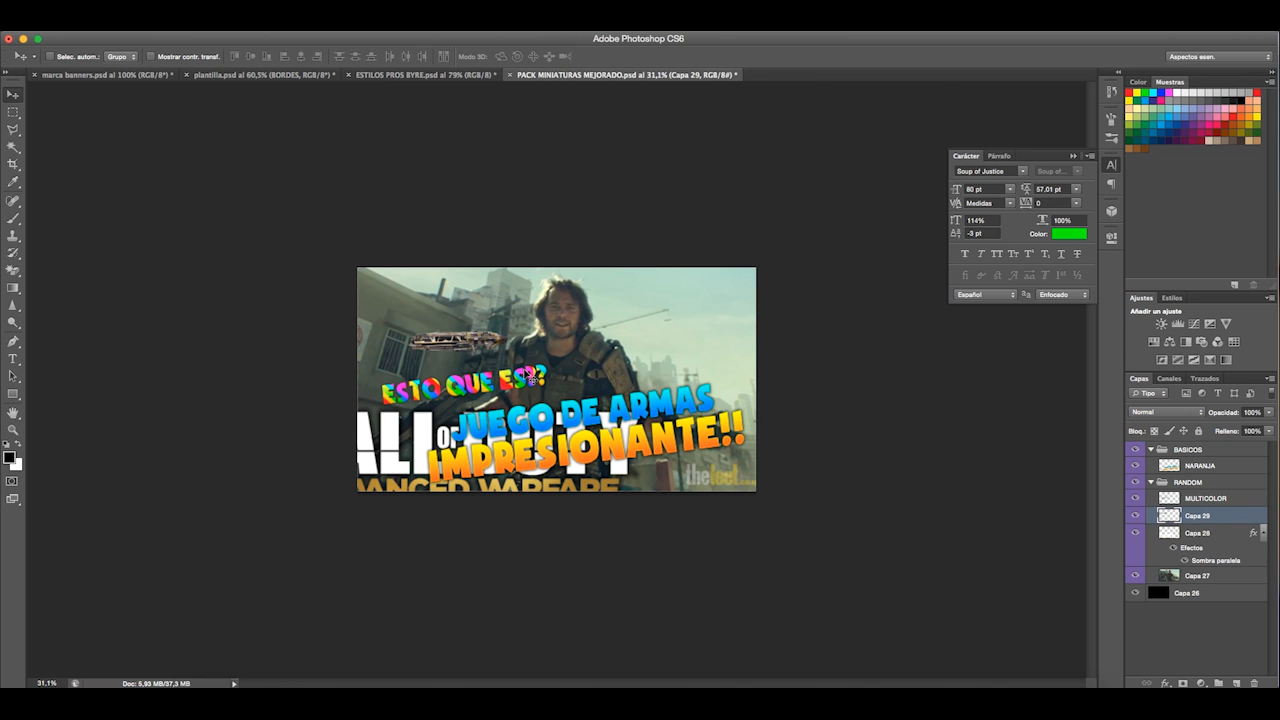 Adobe Photoshop CS6
Selec. autom.: Grupo Mostrar contr. transf. Modo 3D: Aspectos esen.
marca banners.psd al 100% (RGB/8*) * plantilla.psd al 60,5% (BORDES, RGB/8*) * ESTILOS PROS BYRE.psd al 79% (RGB/8) * PACK MINIATURAS MEJORADO.psd al 31,1% (Capa 29, RGB/8#) *
Color Muestras
Carácter Párrafo
Soup of Justice Soup of...
80 pt 57,01 pt
Medidas 0
114% 100%
-3 pt Color:
Español Enfocado
Ajustes Estilos
Añadir un ajuste
Capas Canales Trazados
Tipo
Normal Opacidad: 100%
Bloq.: Relleno: 100%
BASICOS
NARANJA
RANDOM
MULTICOLOR
Capa 29
Capa 28 fx
Efectos
Sombra paralela
Capa 27
Capa 26
ESTO QUE ES??
JUEGO DE ARMAS
IMPRESIONANTE!!
ALL OF DUTY
ANCED WARFARE
thefeel
31,1% Doc: 5,93 MB/37,3 MB